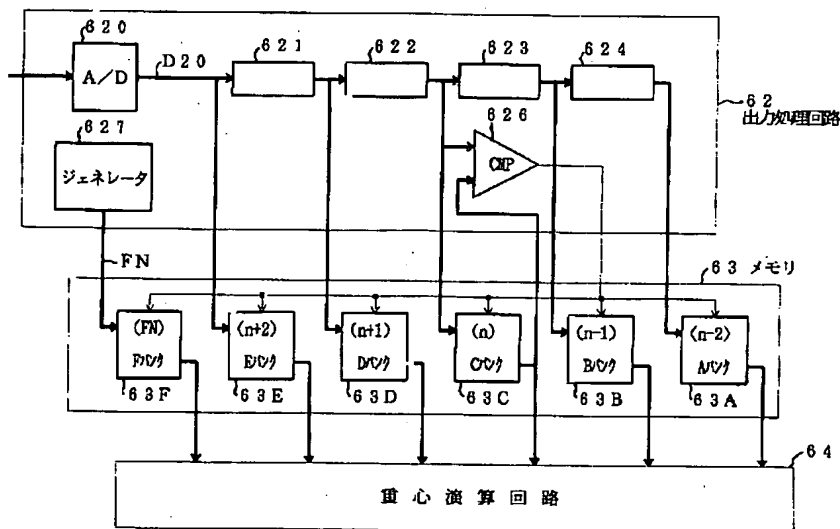 620
A/D
D20
621
622
623
624
626
CMP
62
出力処理回路
627
ジェネレータ
FN
63 メモリ
(FN)
Fバンク
63F
(n+2)
Eバンク
63E
(n+1)
Dバンク
63D
(n)
Cバンク
63C
(n-1)
Bバンク
63B
(n-2)
Aバンク
63A
64
重心演算回路